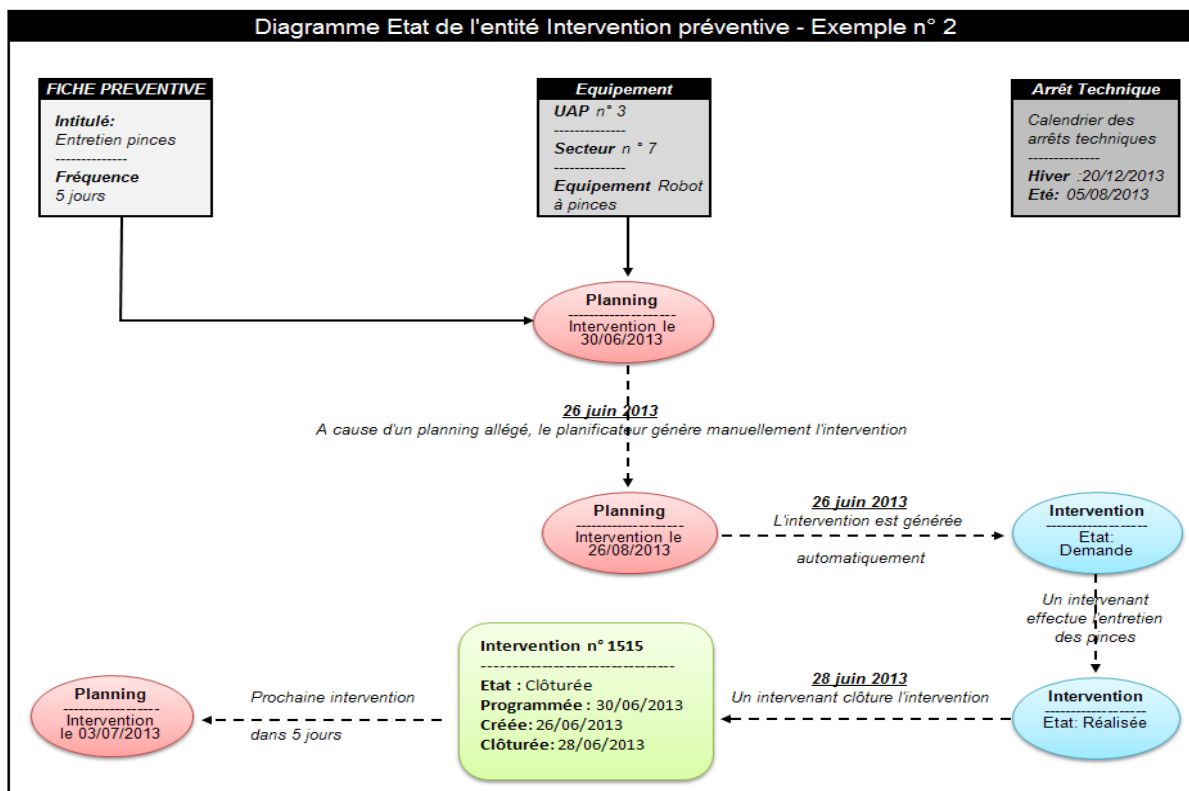 Diagramme Etat de l'entité Intervention préventive - Exemple n° 2
FICHE PREVENTIVE
Intitulé:
Entretien pinces
--------------
Fréquence
5 jours
Equipement
UAP n° 3
--------------
Secteur n ° 7
--------------
Equipement Robot
à pinces
Arrêt Technique
Calendrier des
arrêts techniques
--------------
Hiver :20/12/2013
Eté: 05/08/2013
Planning
---------------------
Intervention le
30/06/2013
26 juin 2013
A cause d'un planning allégé, le planificateur génère manuellement l'intervention
Planning
---------------------
Intervention le
26/08/2013
26 juin 2013
L'intervention est générée
automatiquement
Intervention
--------------------
Etat:
Demande
Un intervenant
effectue l'entretien
des pinces
Intervention
--------------------
Etat: Réalisée
28 juin 2013
Un intervenant clôture l'intervention
Intervention n° 1515
---------------------------------
Etat : Clôturée
Programmée : 30/06/2013
Créée: 26/06/2013
Clôturée: 28/06/2013
Prochaine intervention
dans 5 jours
Planning
-------------------
Intervention
le 03/07/2013